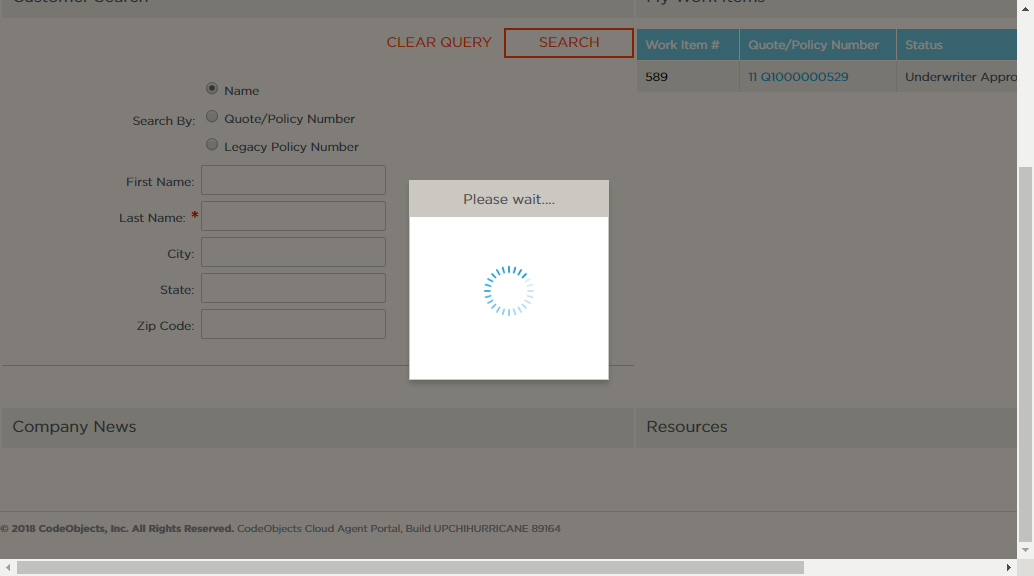 Customer Search
My Work Items
CLEAR QUERY
SEARCH
Work Item #
Quote/Policy Number
Status
589
11 Q1000000529
Underwriter Appro
Search By:
Name
Quote/Policy Number
Legacy Policy Number
First Name:
Last Name: *
City:
State:
Zip Code:
Please wait....
Company News
Resources
© 2018 CodeObjects, Inc. All Rights Reserved. CodeObjects Cloud Agent Portal, Build UPCHIHURRICANE 89164